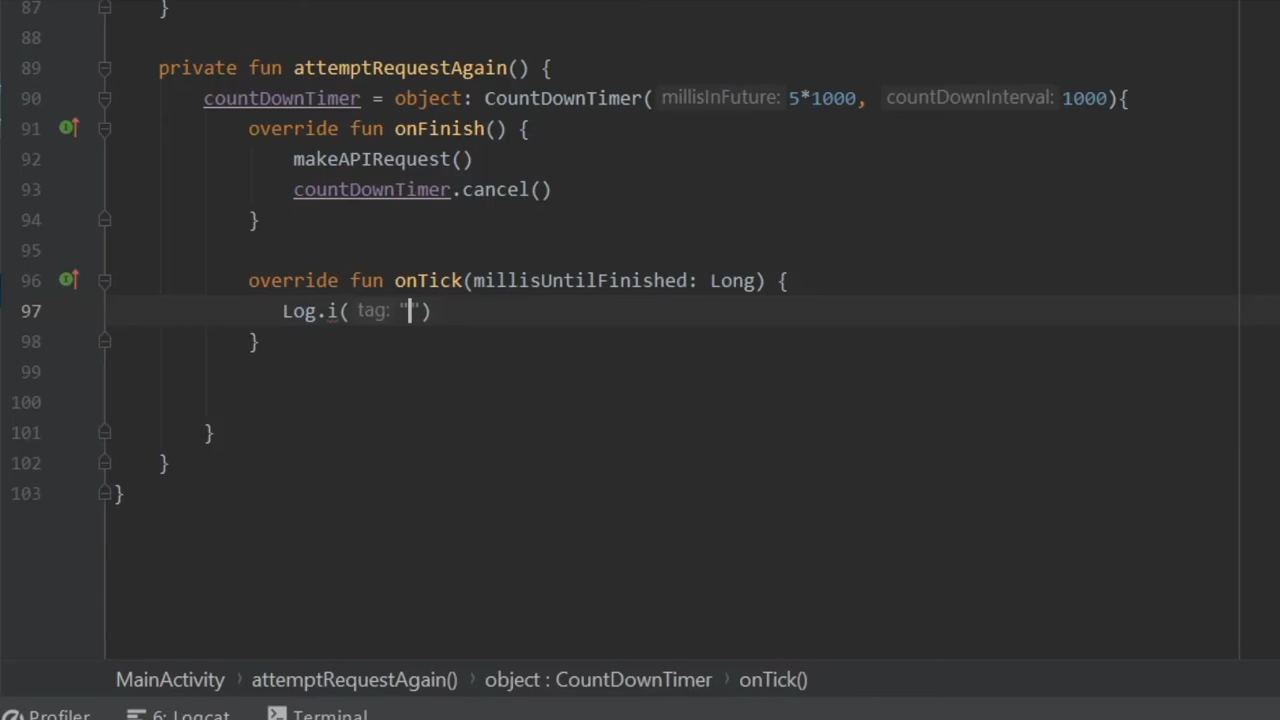 87 }
88
89 private fun attemptRequestAgain() {
90 countDownTimer = object: CountDownTimer( millisInFuture: 5*1000, countDownInterval: 1000){
91 override fun onFinish() {
92 makeAPIRequest()
93 countDownTimer.cancel()
94 }
95
96 override fun onTick(millisUntilFinished: Long) {
97 Log.i( tag: "")
98 }
99
100
101 }
102 }
103 }
MainActivity › attemptRequestAgain() › object : CountDownTimer › onTick()
Profiler 6: Logcat Terminal